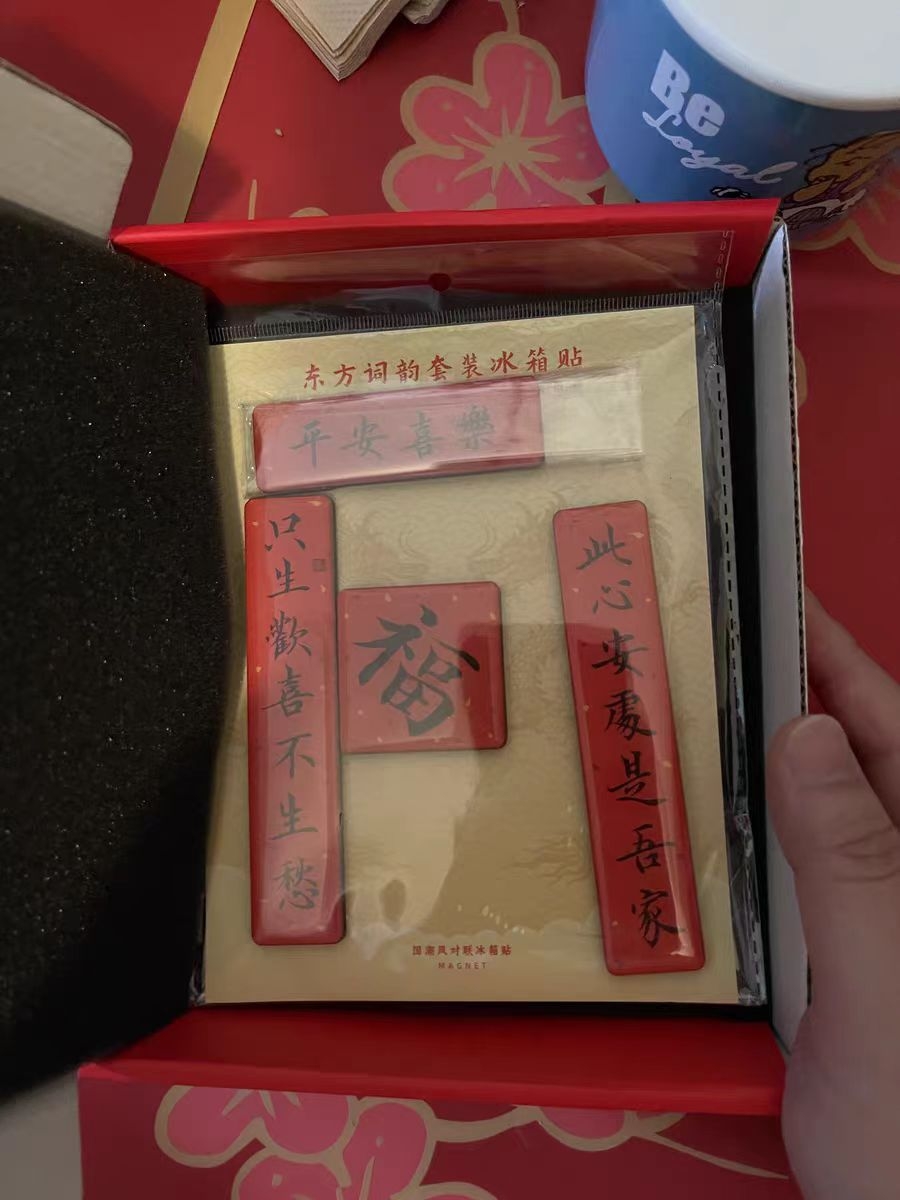 Be
Loyal
东方词韵套装冰箱贴
平安喜樂
此心安處是吾家
只生歡喜不生愁
福
国潮风对联冰箱贴
MAGNET